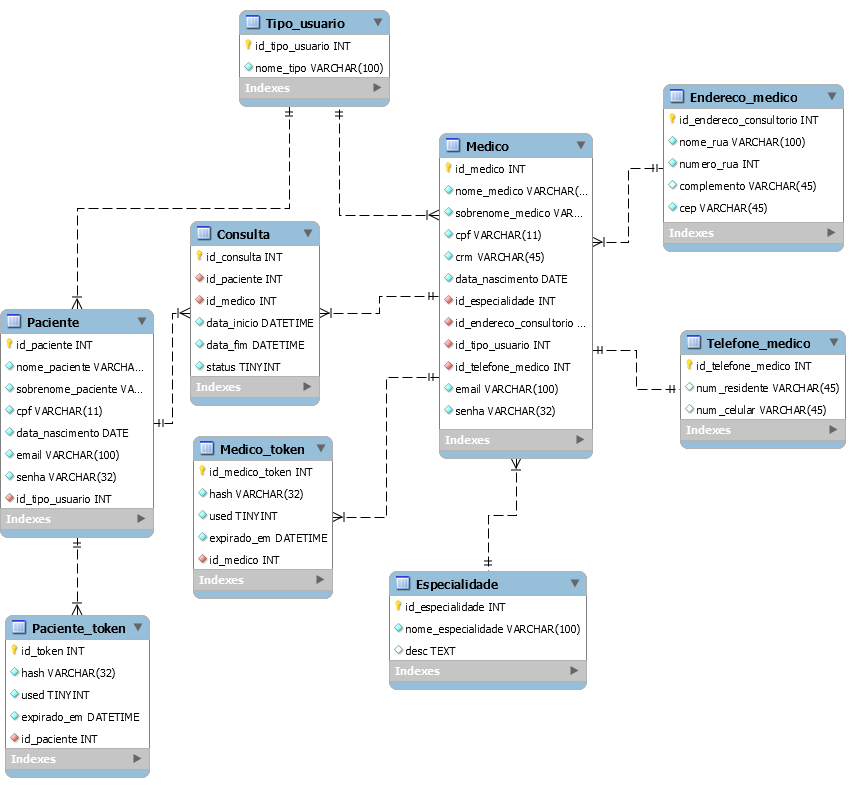 Tipo_usuario
id_tipo_usuario INT
nome_tipo VARCHAR(100)
Indexes
Endereco_medico
id_endereco_consultorio INT
nome_rua VARCHAR(100)
numero_rua INT
complemento VARCHAR(45)
cep VARCHAR(45)
Indexes
Medico
id_medico INT
nome_medico VARCHAR(...
sobrenome_medico VAR...
cpf VARCHAR(11)
crm VARCHAR(45)
data_nascimento DATE
id_especialidade INT
id_endereco_consultorio ...
id_tipo_usuario INT
id_telefone_medico INT
email VARCHAR(100)
senha VARCHAR(32)
Indexes
Consulta
id_consulta INT
id_paciente INT
id_medico INT
data_inicio DATETIME
data_fim DATETIME
status TINYINT
Indexes
Paciente
id_paciente INT
nome_paciente VARCHA...
sobrenome_paciente VA...
cpf VARCHAR(11)
data_nascimento DATE
email VARCHAR(100)
senha VARCHAR(32)
id_tipo_usuario INT
Indexes
Telefone_medico
id_telefone_medico INT
num_residente VARCHAR(45)
num_celular VARCHAR(45)
Indexes
Medico_token
id_medico_token INT
hash VARCHAR(32)
used TINYINT
expirado_em DATETIME
id_medico INT
Indexes
Especialidade
id_especialidade INT
nome_especialidade VARCHAR(100)
desc TEXT
Indexes
Paciente_token
id_token INT
hash VARCHAR(32)
used TINYINT
expirado_em DATETIME
id_paciente INT
Indexes